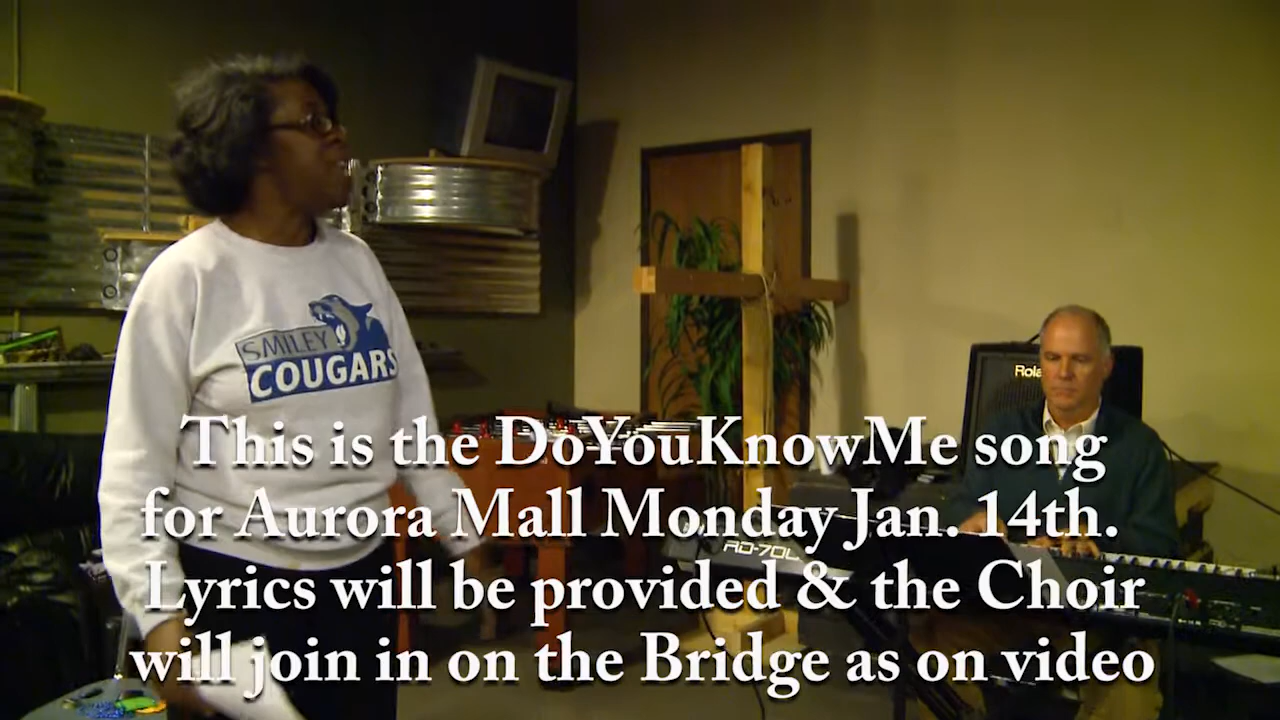 SMILEY
COUGARS
This is the DoYouKnowMe song
for Aurora Mall Monday Jan. 14th.
Lyrics will be provided & the Choir
will join in on the Bridge as on video